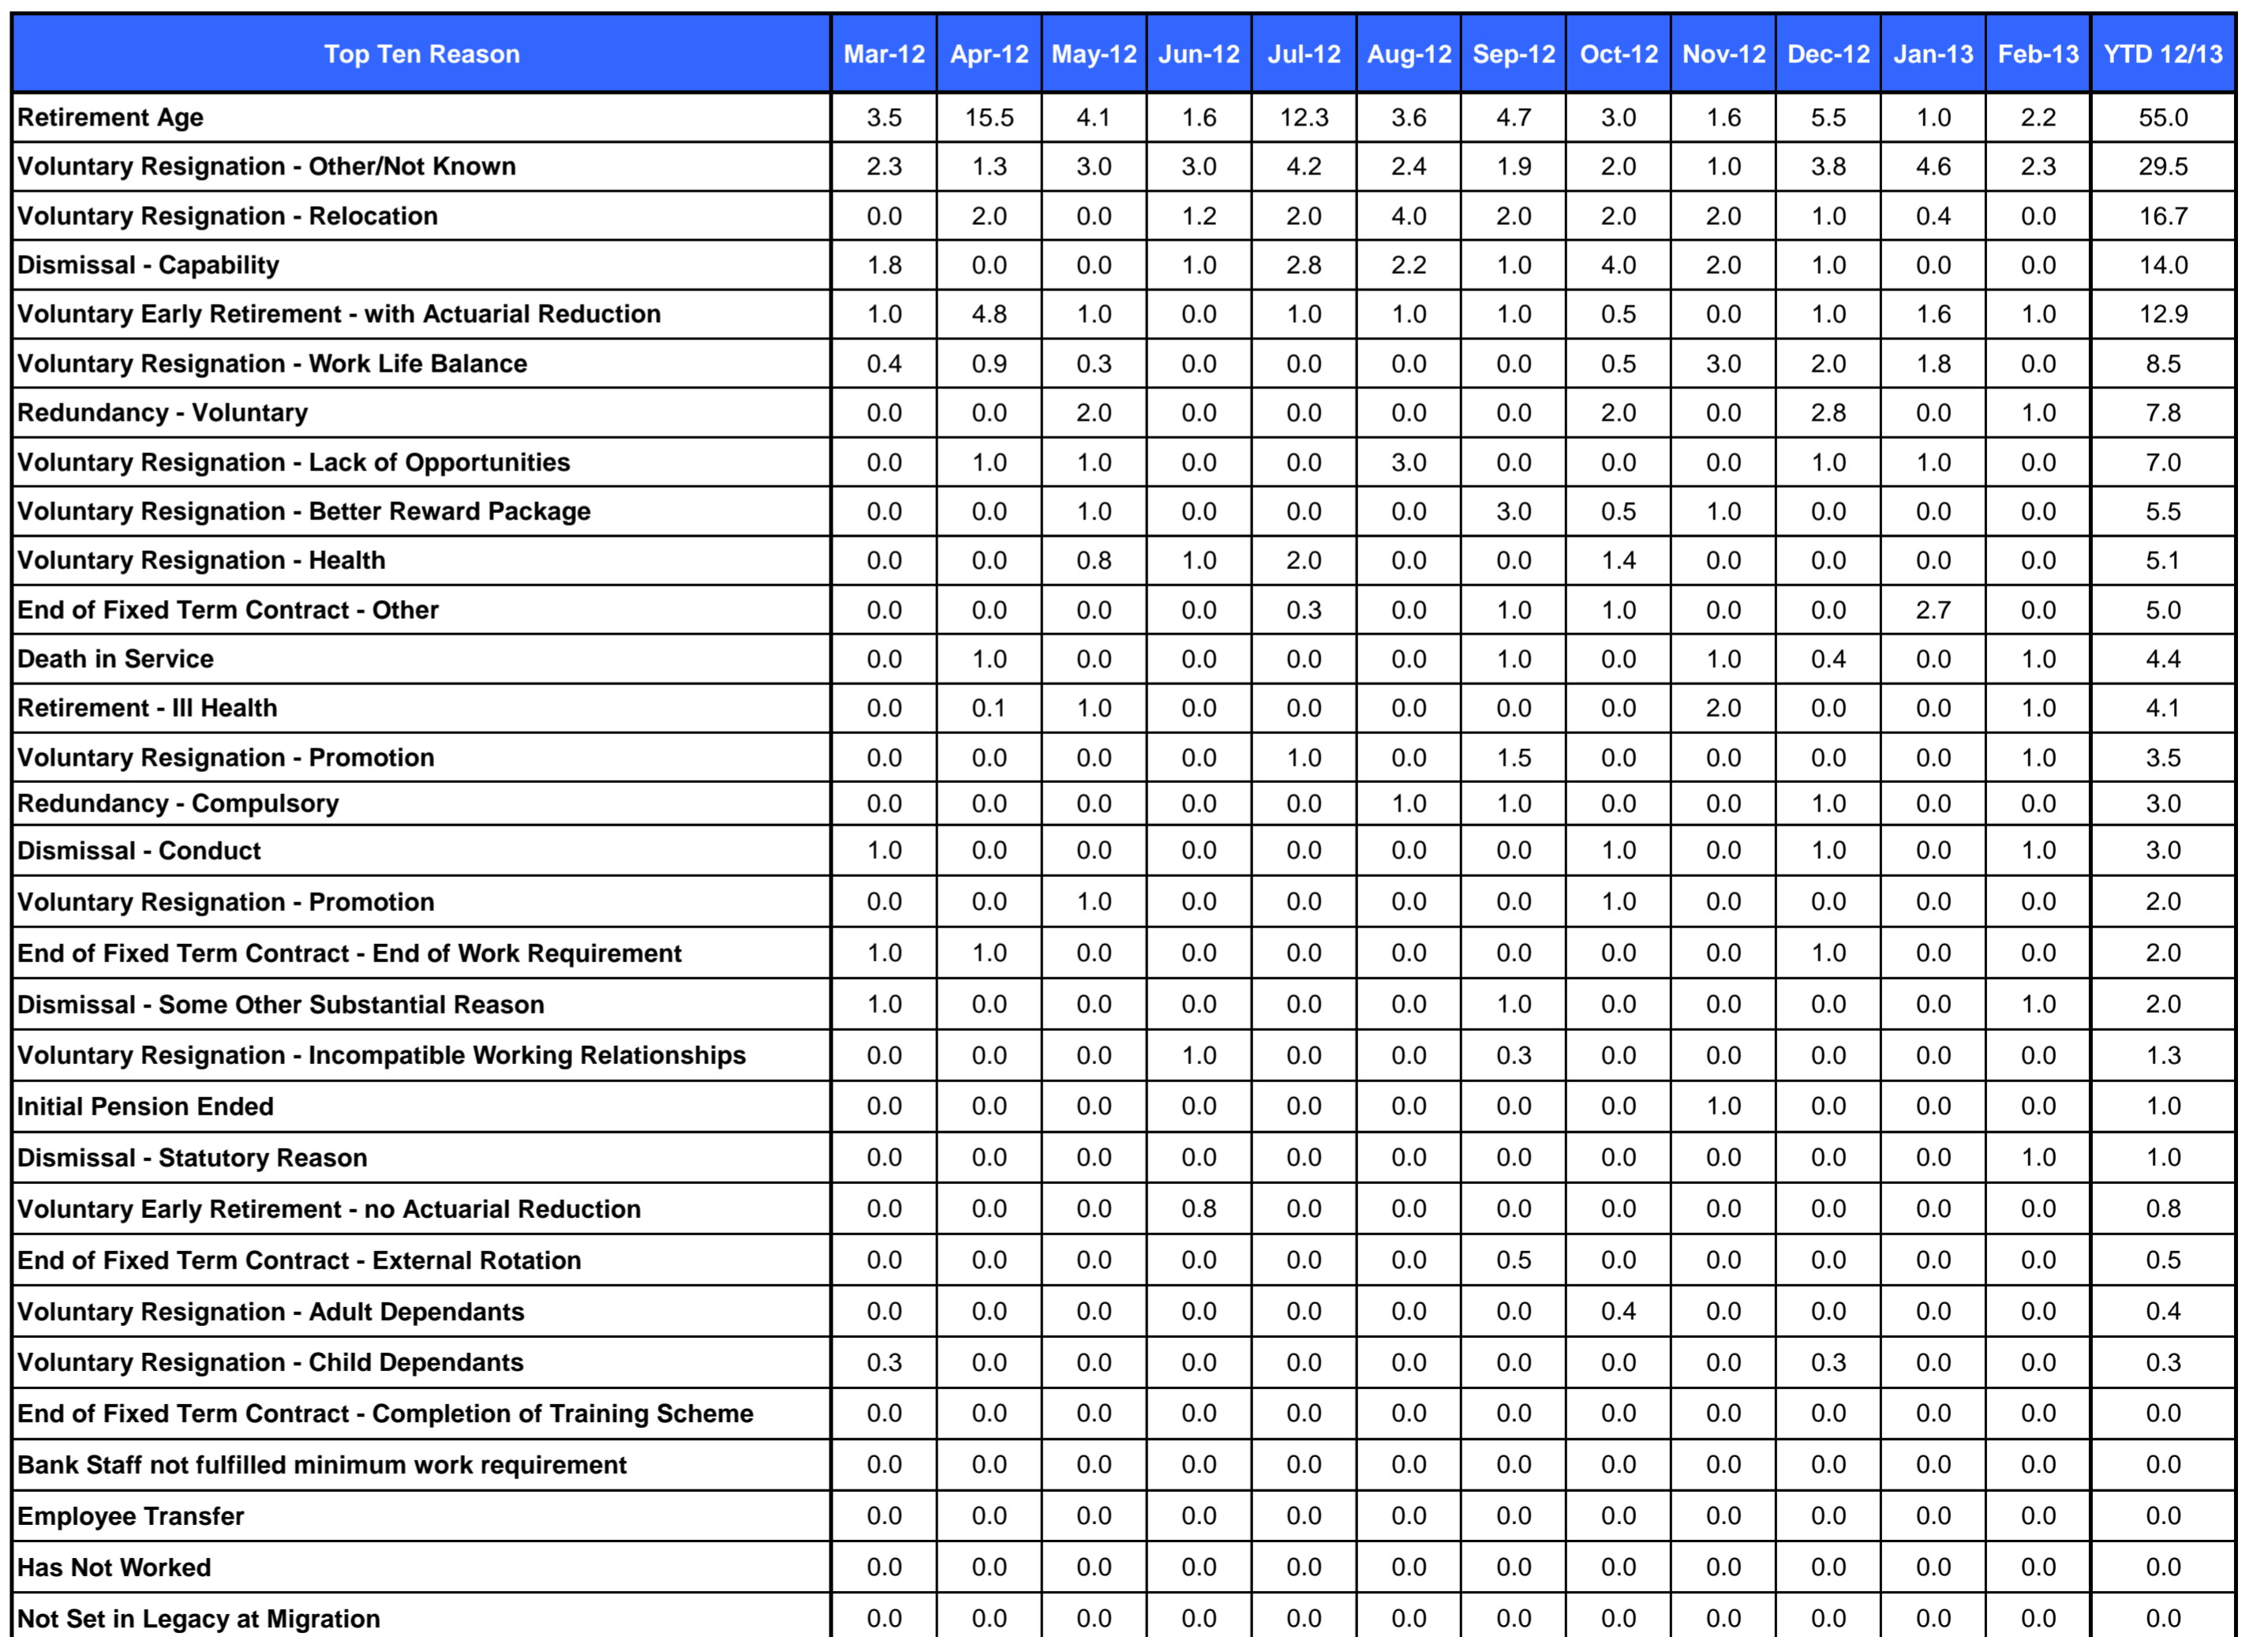 Top Ten Reason Mar-12 Apr-12 May-12 Jun-12 Jul-12 Aug-12 Sep-12 Oct-12 Nov-12 Dec-12 Jan-13 Feb-13 YTD 12/13
Retirement Age 3.5 15.5 4.1 1.6 12.3 3.6 4.7 3.0 1.6 5.5 1.0 2.2 55.0
Voluntary Resignation - Other/Not Known 2.3 1.3 3.0 3.0 4.2 2.4 1.9 2.0 1.0 3.8 4.6 2.3 29.5
Voluntary Resignation - Relocation 0.0 2.0 0.0 1.2 2.0 4.0 2.0 2.0 2.0 1.0 0.4 0.0 16.7
Dismissal - Capability 1.8 0.0 0.0 1.0 2.8 2.2 1.0 4.0 2.0 1.0 0.0 0.0 14.0
Voluntary Early Retirement - with Actuarial Reduction 1.0 4.8 1.0 0.0 1.0 1.0 1.0 0.5 0.0 1.0 1.6 1.0 12.9
Voluntary Resignation - Work Life Balance 0.4 0.9 0.3 0.0 0.0 0.0 0.0 0.5 3.0 2.0 1.8 0.0 8.5
Redundancy - Voluntary 0.0 0.0 2.0 0.0 0.0 0.0 0.0 2.0 0.0 2.8 0.0 1.0 7.8
Voluntary Resignation - Lack of Opportunities 0.0 1.0 1.0 0.0 0.0 3.0 0.0 0.0 0.0 1.0 1.0 0.0 7.0
Voluntary Resignation - Better Reward Package 0.0 0.0 1.0 0.0 0.0 0.0 3.0 0.5 1.0 0.0 0.0 0.0 5.5
Voluntary Resignation - Health 0.0 0.0 0.8 1.0 2.0 0.0 0.0 1.4 0.0 0.0 0.0 0.0 5.1
End of Fixed Term Contract - Other 0.0 0.0 0.0 0.0 0.3 0.0 1.0 1.0 0.0 0.0 2.7 0.0 5.0
Death in Service 0.0 1.0 0.0 0.0 0.0 0.0 1.0 0.0 1.0 0.4 0.0 1.0 4.4
Retirement - Ill Health 0.0 0.1 1.0 0.0 0.0 0.0 0.0 0.0 2.0 0.0 0.0 1.0 4.1
Voluntary Resignation - Promotion 0.0 0.0 0.0 0.0 1.0 0.0 1.5 0.0 0.0 0.0 0.0 1.0 3.5
Redundancy - Compulsory 0.0 0.0 0.0 0.0 0.0 1.0 1.0 0.0 0.0 1.0 0.0 0.0 3.0
Dismissal - Conduct 1.0 0.0 0.0 0.0 0.0 0.0 0.0 1.0 0.0 1.0 0.0 1.0 3.0
Voluntary Resignation - Promotion 0.0 0.0 1.0 0.0 0.0 0.0 0.0 1.0 0.0 0.0 0.0 0.0 2.0
End of Fixed Term Contract - End of Work Requirement 1.0 1.0 0.0 0.0 0.0 0.0 0.0 0.0 0.0 1.0 0.0 0.0 2.0
Dismissal - Some Other Substantial Reason 1.0 0.0 0.0 0.0 0.0 0.0 1.0 0.0 0.0 0.0 0.0 1.0 2.0
Voluntary Resignation - Incompatible Working Relationships 0.0 0.0 0.0 1.0 0.0 0.0 0.3 0.0 0.0 0.0 0.0 0.0 1.3
Initial Pension Ended 0.0 0.0 0.0 0.0 0.0 0.0 0.0 0.0 1.0 0.0 0.0 0.0 1.0
Dismissal - Statutory Reason 0.0 0.0 0.0 0.0 0.0 0.0 0.0 0.0 0.0 0.0 0.0 1.0 1.0
Voluntary Early Retirement - no Actuarial Reduction 0.0 0.0 0.0 0.8 0.0 0.0 0.0 0.0 0.0 0.0 0.0 0.0 0.8
End of Fixed Term Contract - External Rotation 0.0 0.0 0.0 0.0 0.0 0.0 0.5 0.0 0.0 0.0 0.0 0.0 0.5
Voluntary Resignation - Adult Dependants 0.0 0.0 0.0 0.0 0.0 0.0 0.0 0.4 0.0 0.0 0.0 0.0 0.4
Voluntary Resignation - Child Dependants 0.3 0.0 0.0 0.0 0.0 0.0 0.0 0.0 0.0 0.3 0.0 0.0 0.3
End of Fixed Term Contract - Completion of Training Scheme 0.0 0.0 0.0 0.0 0.0 0.0 0.0 0.0 0.0 0.0 0.0 0.0 0.0
Bank Staff not fulfilled minimum work requirement 0.0 0.0 0.0 0.0 0.0 0.0 0.0 0.0 0.0 0.0 0.0 0.0 0.0
Employee Transfer 0.0 0.0 0.0 0.0 0.0 0.0 0.0 0.0 0.0 0.0 0.0 0.0 0.0
Has Not Worked 0.0 0.0 0.0 0.0 0.0 0.0 0.0 0.0 0.0 0.0 0.0 0.0 0.0
Not Set in Legacy at Migration 0.0 0.0 0.0 0.0 0.0 0.0 0.0 0.0 0.0 0.0 0.0 0.0 0.0